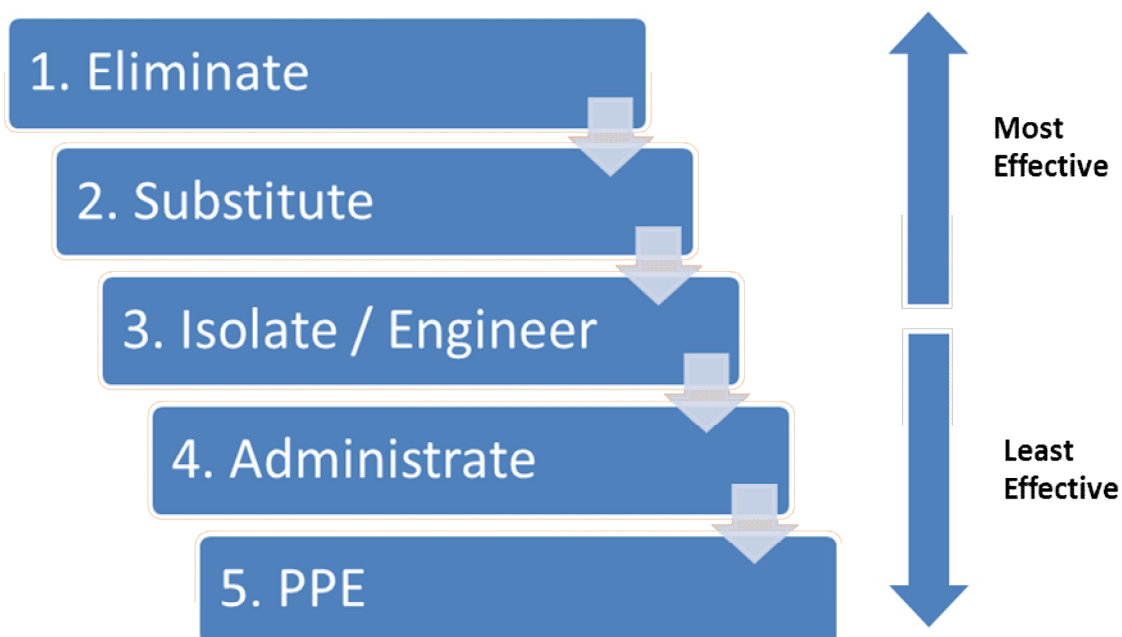 1. Eliminate
2. Substitute
3. Isolate / Engineer
4. Administrate
5. PPE
Most
Effective
Least
Effective